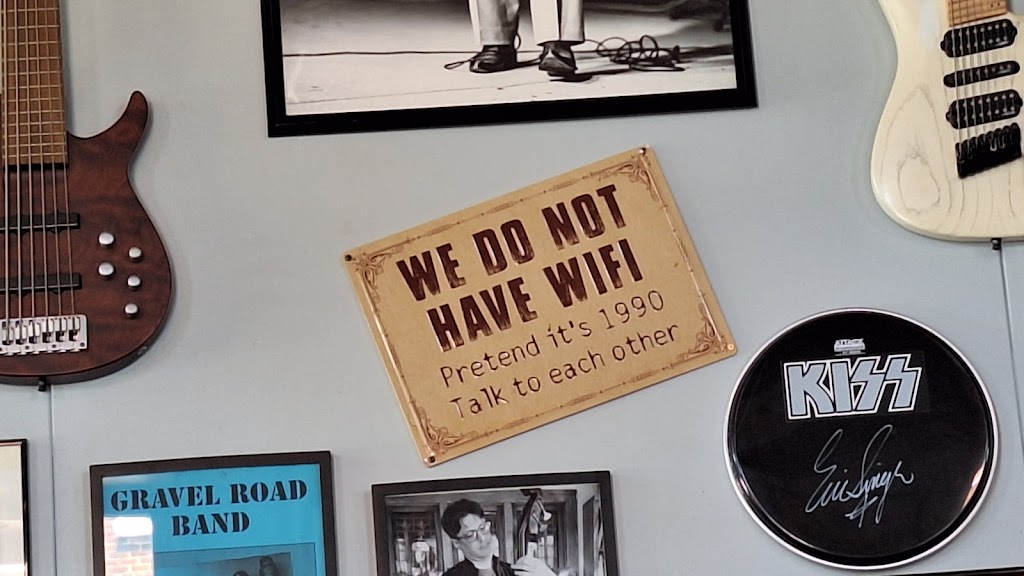 WE DO NOT
HAVE WIFI
Pretend it's 1990
Talk to each other
KISS
Eric Singer
GRAVEL ROAD
BAND